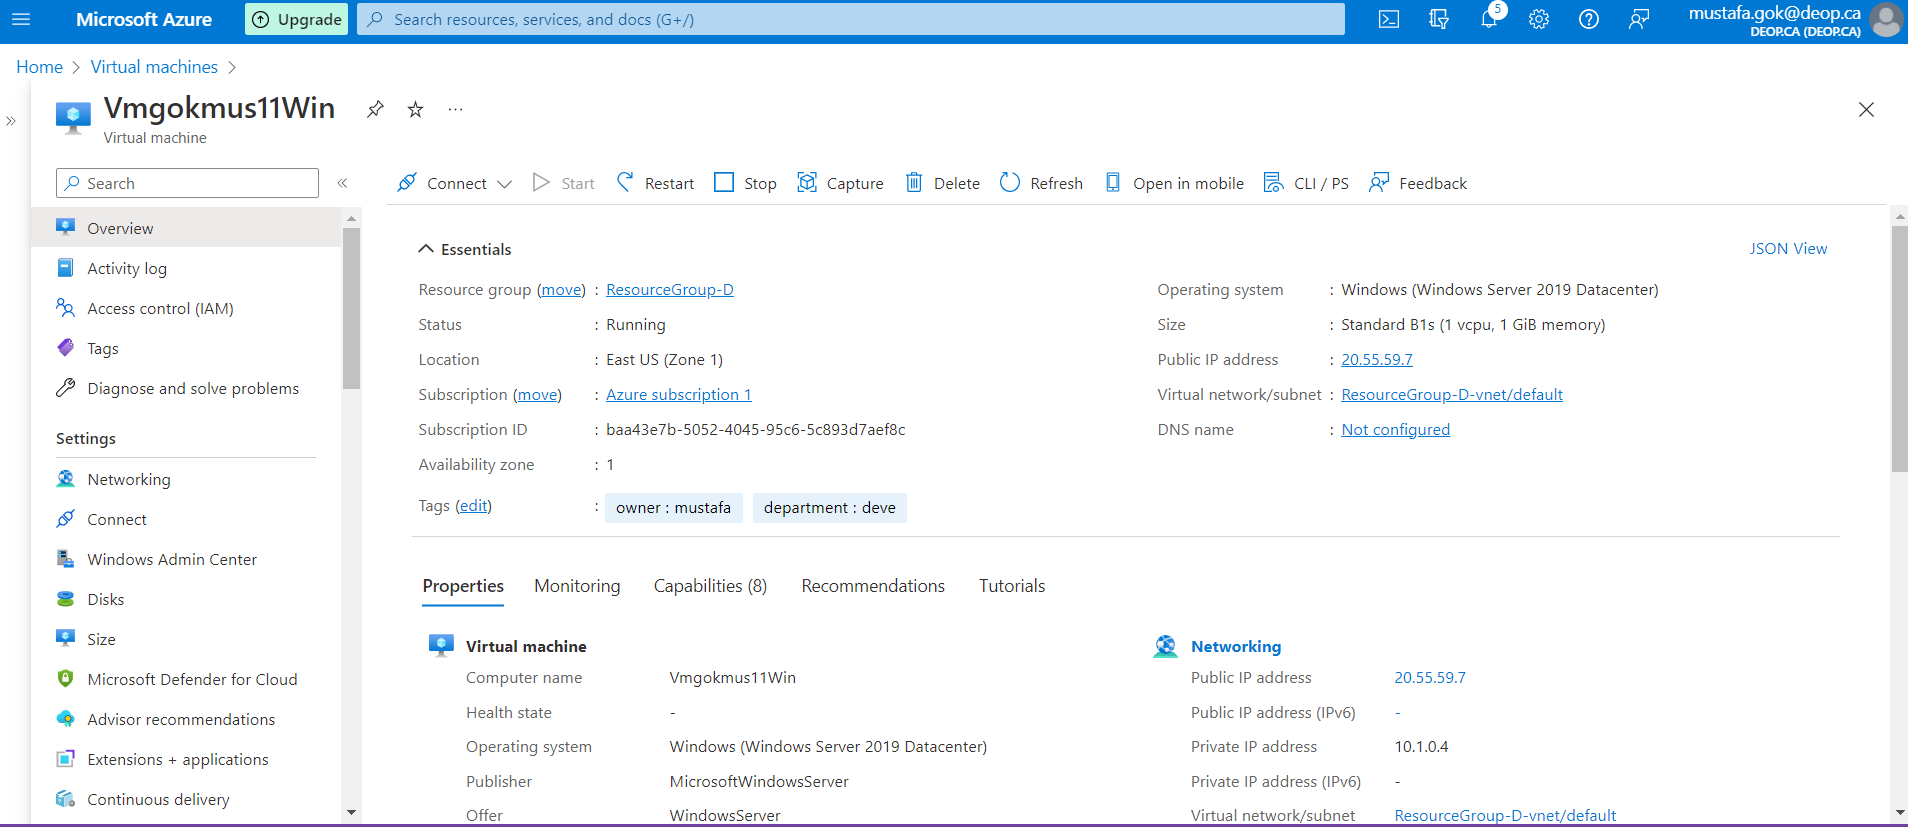 Microsoft Azure
Upgrade
Search resources, services, and docs (G+/)
5
mustafa.gok@deop.ca
DEOP.CA (DEOP.CA)
Home > Virtual machines >
Vmgokmus11Win
Virtual machine
Search
Overview
Activity log
Access control (IAM)
Tags
Diagnose and solve problems
Settings
Networking
Connect
Windows Admin Center
Disks
Size
Microsoft Defender for Cloud
Advisor recommendations
Extensions + applications
Continuous delivery
Connect Start Restart Stop Capture Delete Refresh Open in mobile CLI / PS Feedback
Essentials
JSON View
Resource group (move) : ResourceGroup-D
Status : Running
Location : East US (Zone 1)
Subscription (move) : Azure subscription 1
Subscription ID : baa43e7b-5052-4045-95c6-5c893d7aef8c
Availability zone : 1
Operating system : Windows (Windows Server 2019 Datacenter)
Size : Standard B1s (1 vcpu, 1 GiB memory)
Public IP address : 20.55.59.7
Virtual network/subnet : ResourceGroup-D-vnet/default
DNS name : Not configured
Tags (edit) : owner : mustafa department : deve
Properties Monitoring Capabilities (8) Recommendations Tutorials
Virtual machine
Computer name Vmgokmus11Win
Health state -
Operating system Windows (Windows Server 2019 Datacenter)
Publisher MicrosoftWindowsServer
Offer WindowsServer
Networking
Public IP address 20.55.59.7
Public IP address (IPv6) -
Private IP address 10.1.0.4
Private IP address (IPv6) -
Virtual network/subnet ResourceGroup-D-vnet/default